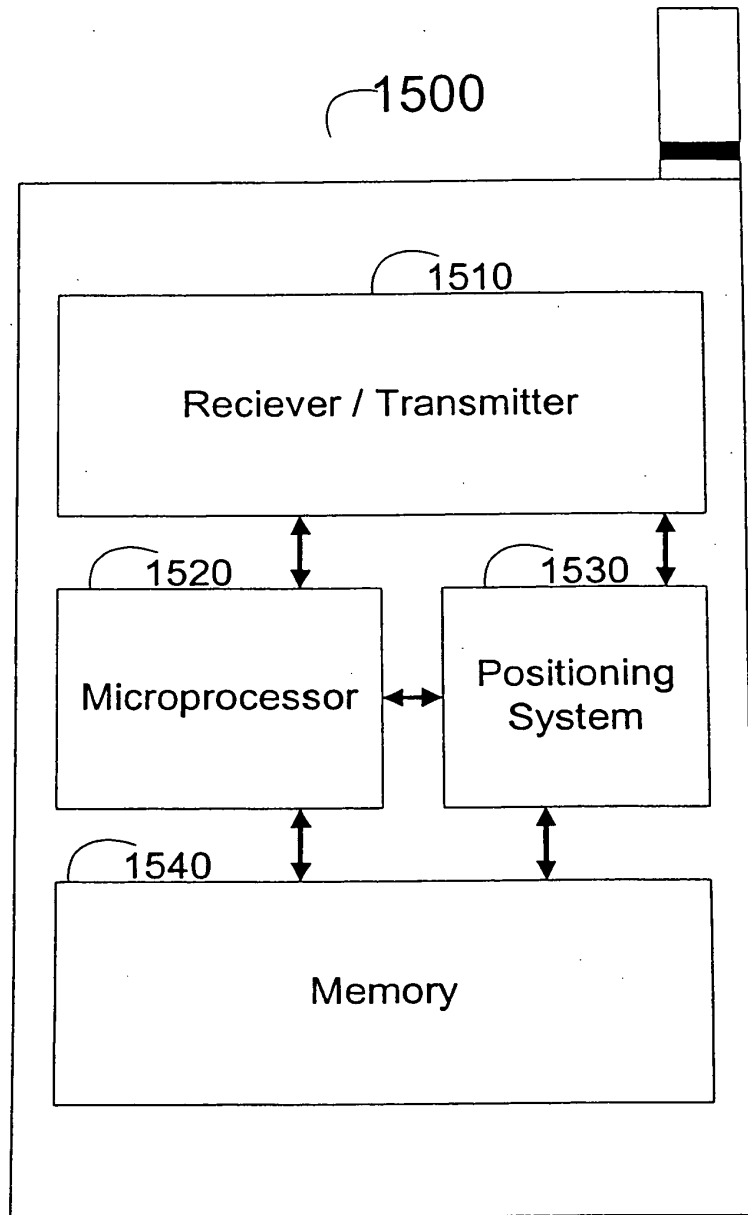 1500
1510
Reciever / Transmitter
1520
1530
Microprocessor
Positioning
System
1540
Memory